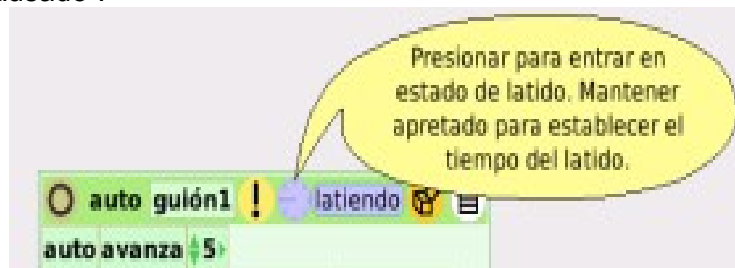 Presionar para entrar en
estado de latido. Mantener
apretado para establecer el
tiempo del latido.
auto guión1 ! latiendo
auto avanza 5